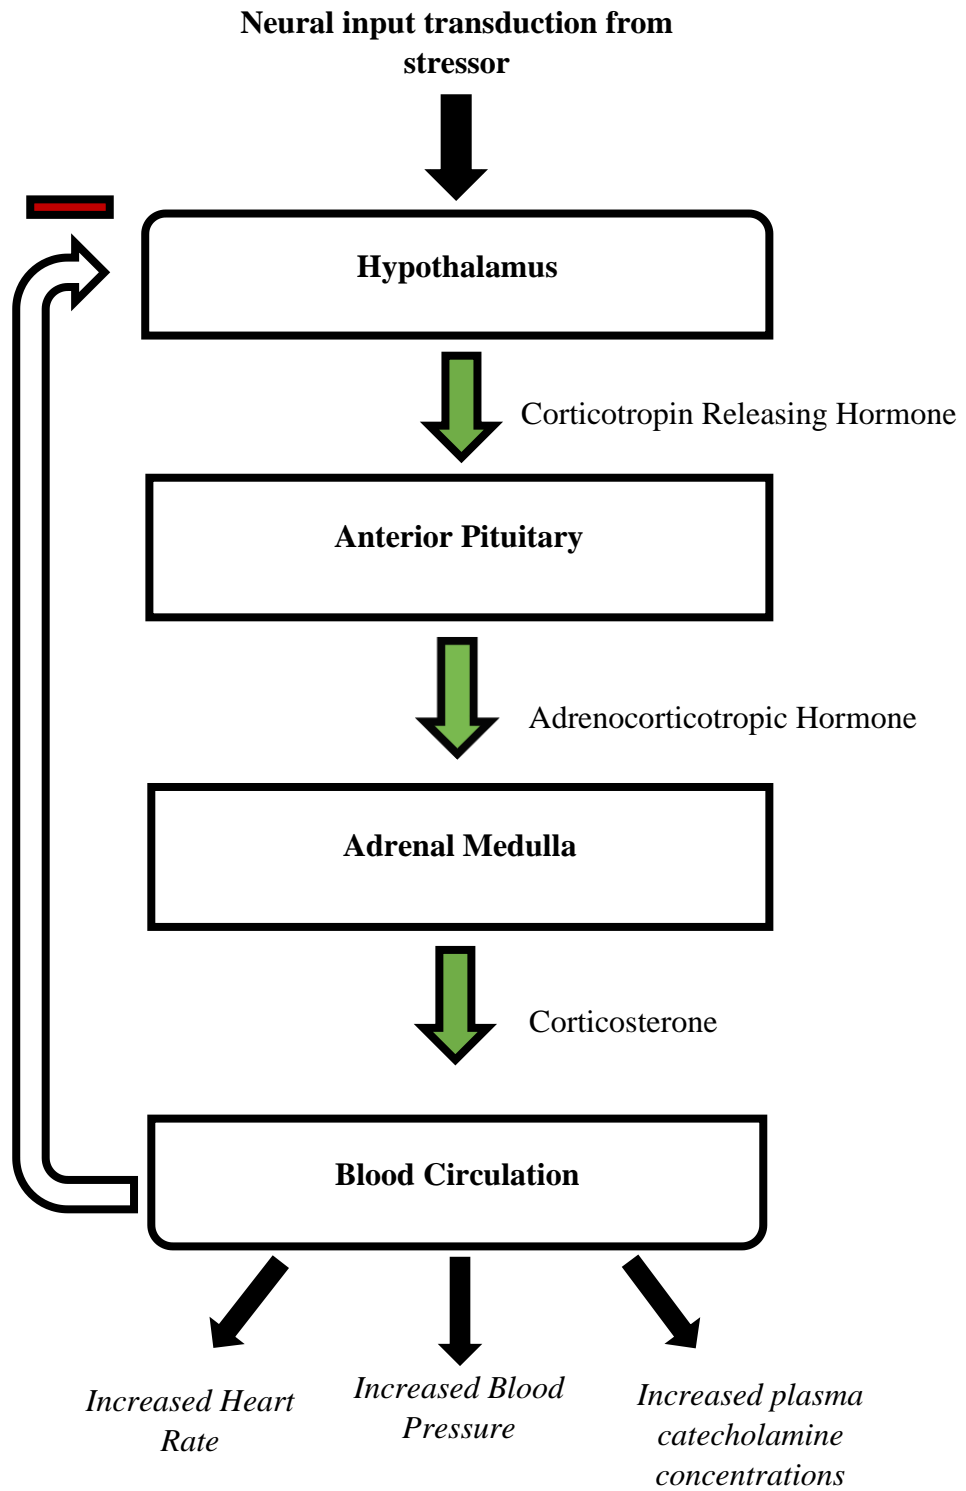 Neural input transduction from
stressor
Hypothalamus
Corticotropin Releasing Hormone
Anterior Pituitary
Adrenocorticotropic Hormone
Adrenal Medulla
Corticosterone
Blood Circulation
Increased Heart
Rate
Increased Blood
Pressure
Increased plasma
catecholamine
concentrations